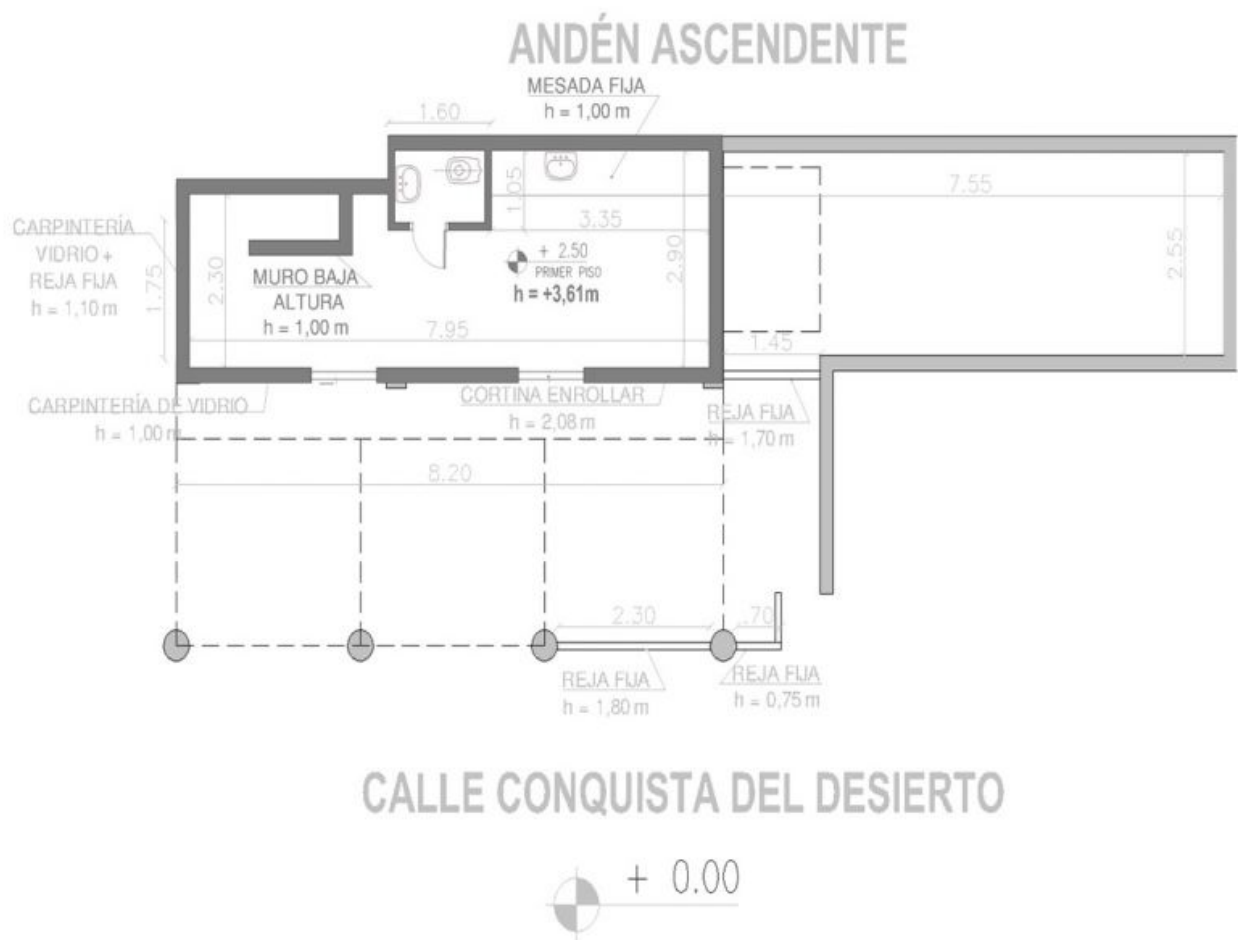 ANDÉN ASCENDENTE
MESADA FIJA
h = 1,00 m
1.60
1.05
7.55
3.35
CARPINTERÍA
VIDRIO +
REJA FIJA
h = 1,10 m
1.75
2.30
MURO BAJA
ALTURA
h = 1,00 m
+ 2.50
PRIMER PISO
h = +3,61m
2.90
2.55
7.95
1.45
CARPINTERÍA DE VIDRIO
h = 1,00 m
CORTINA ENROLLAR
h = 2,08 m
REJA FIJA
h = 1,70 m
8.20
2.30
.70
REJA FIJA
h = 1,80 m
REJA FIJA
h = 0,75 m
CALLE CONQUISTA DEL DESIERTO
+ 0.00